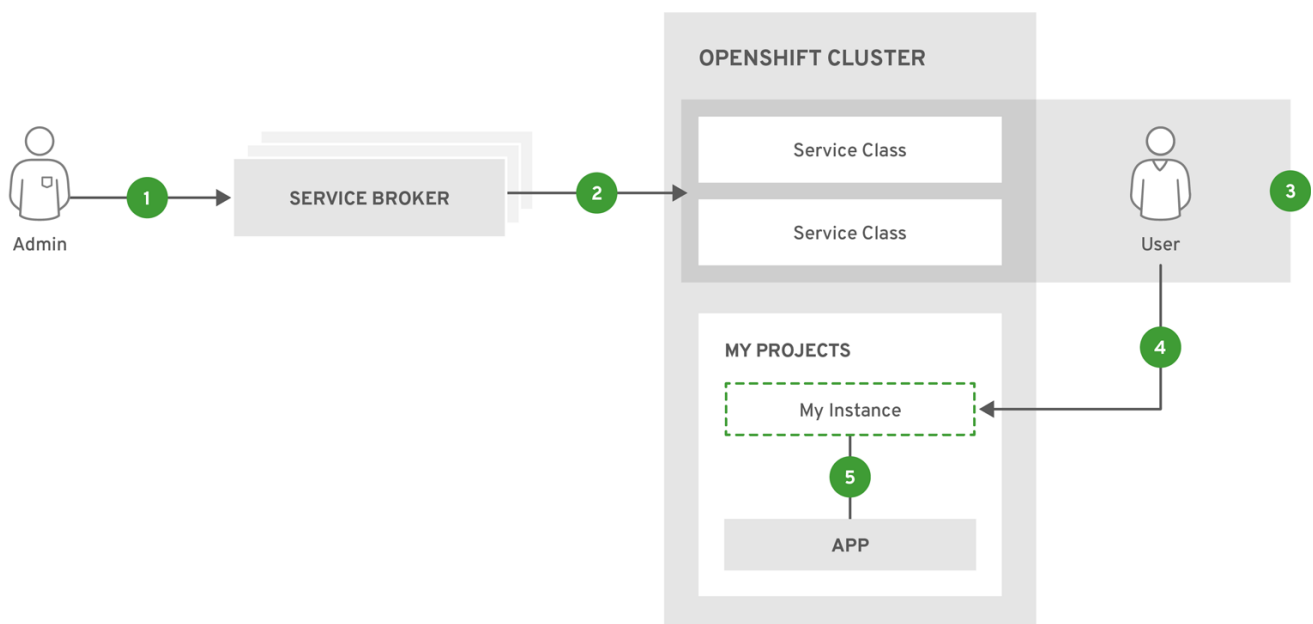 OPENSHIFT CLUSTER
Service Class
Service Class
1
SERVICE BROKER
2
3
Admin
User
4
MY PROJECTS
My Instance
5
APP